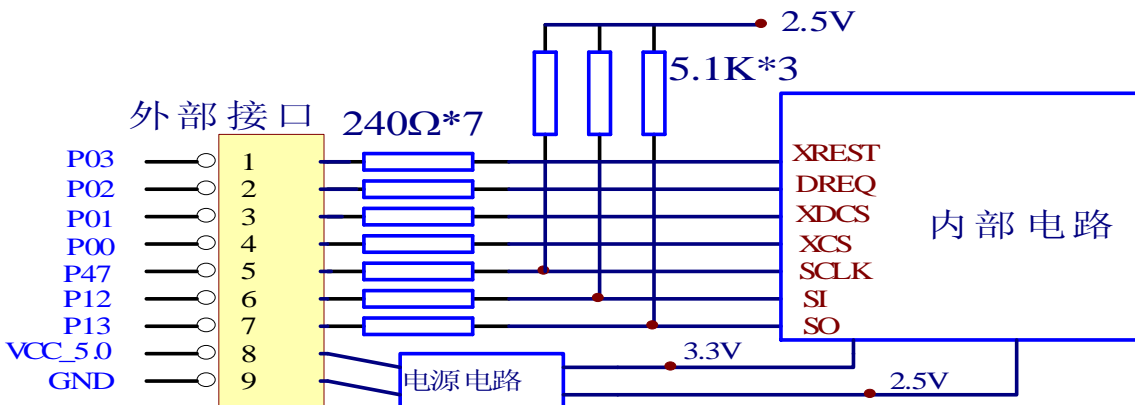 2.5V
5.1K*3
外部接口
240Ω*7
P03 1 XREST
P02 2 DREQ
P01 3 XDCS
P00 4 XCS
P47 5 SCLK
P12 6 SI
P13 7 SO
内部电路
VCC_5.0 8
GND 9
电源电路
3.3V
2.5V